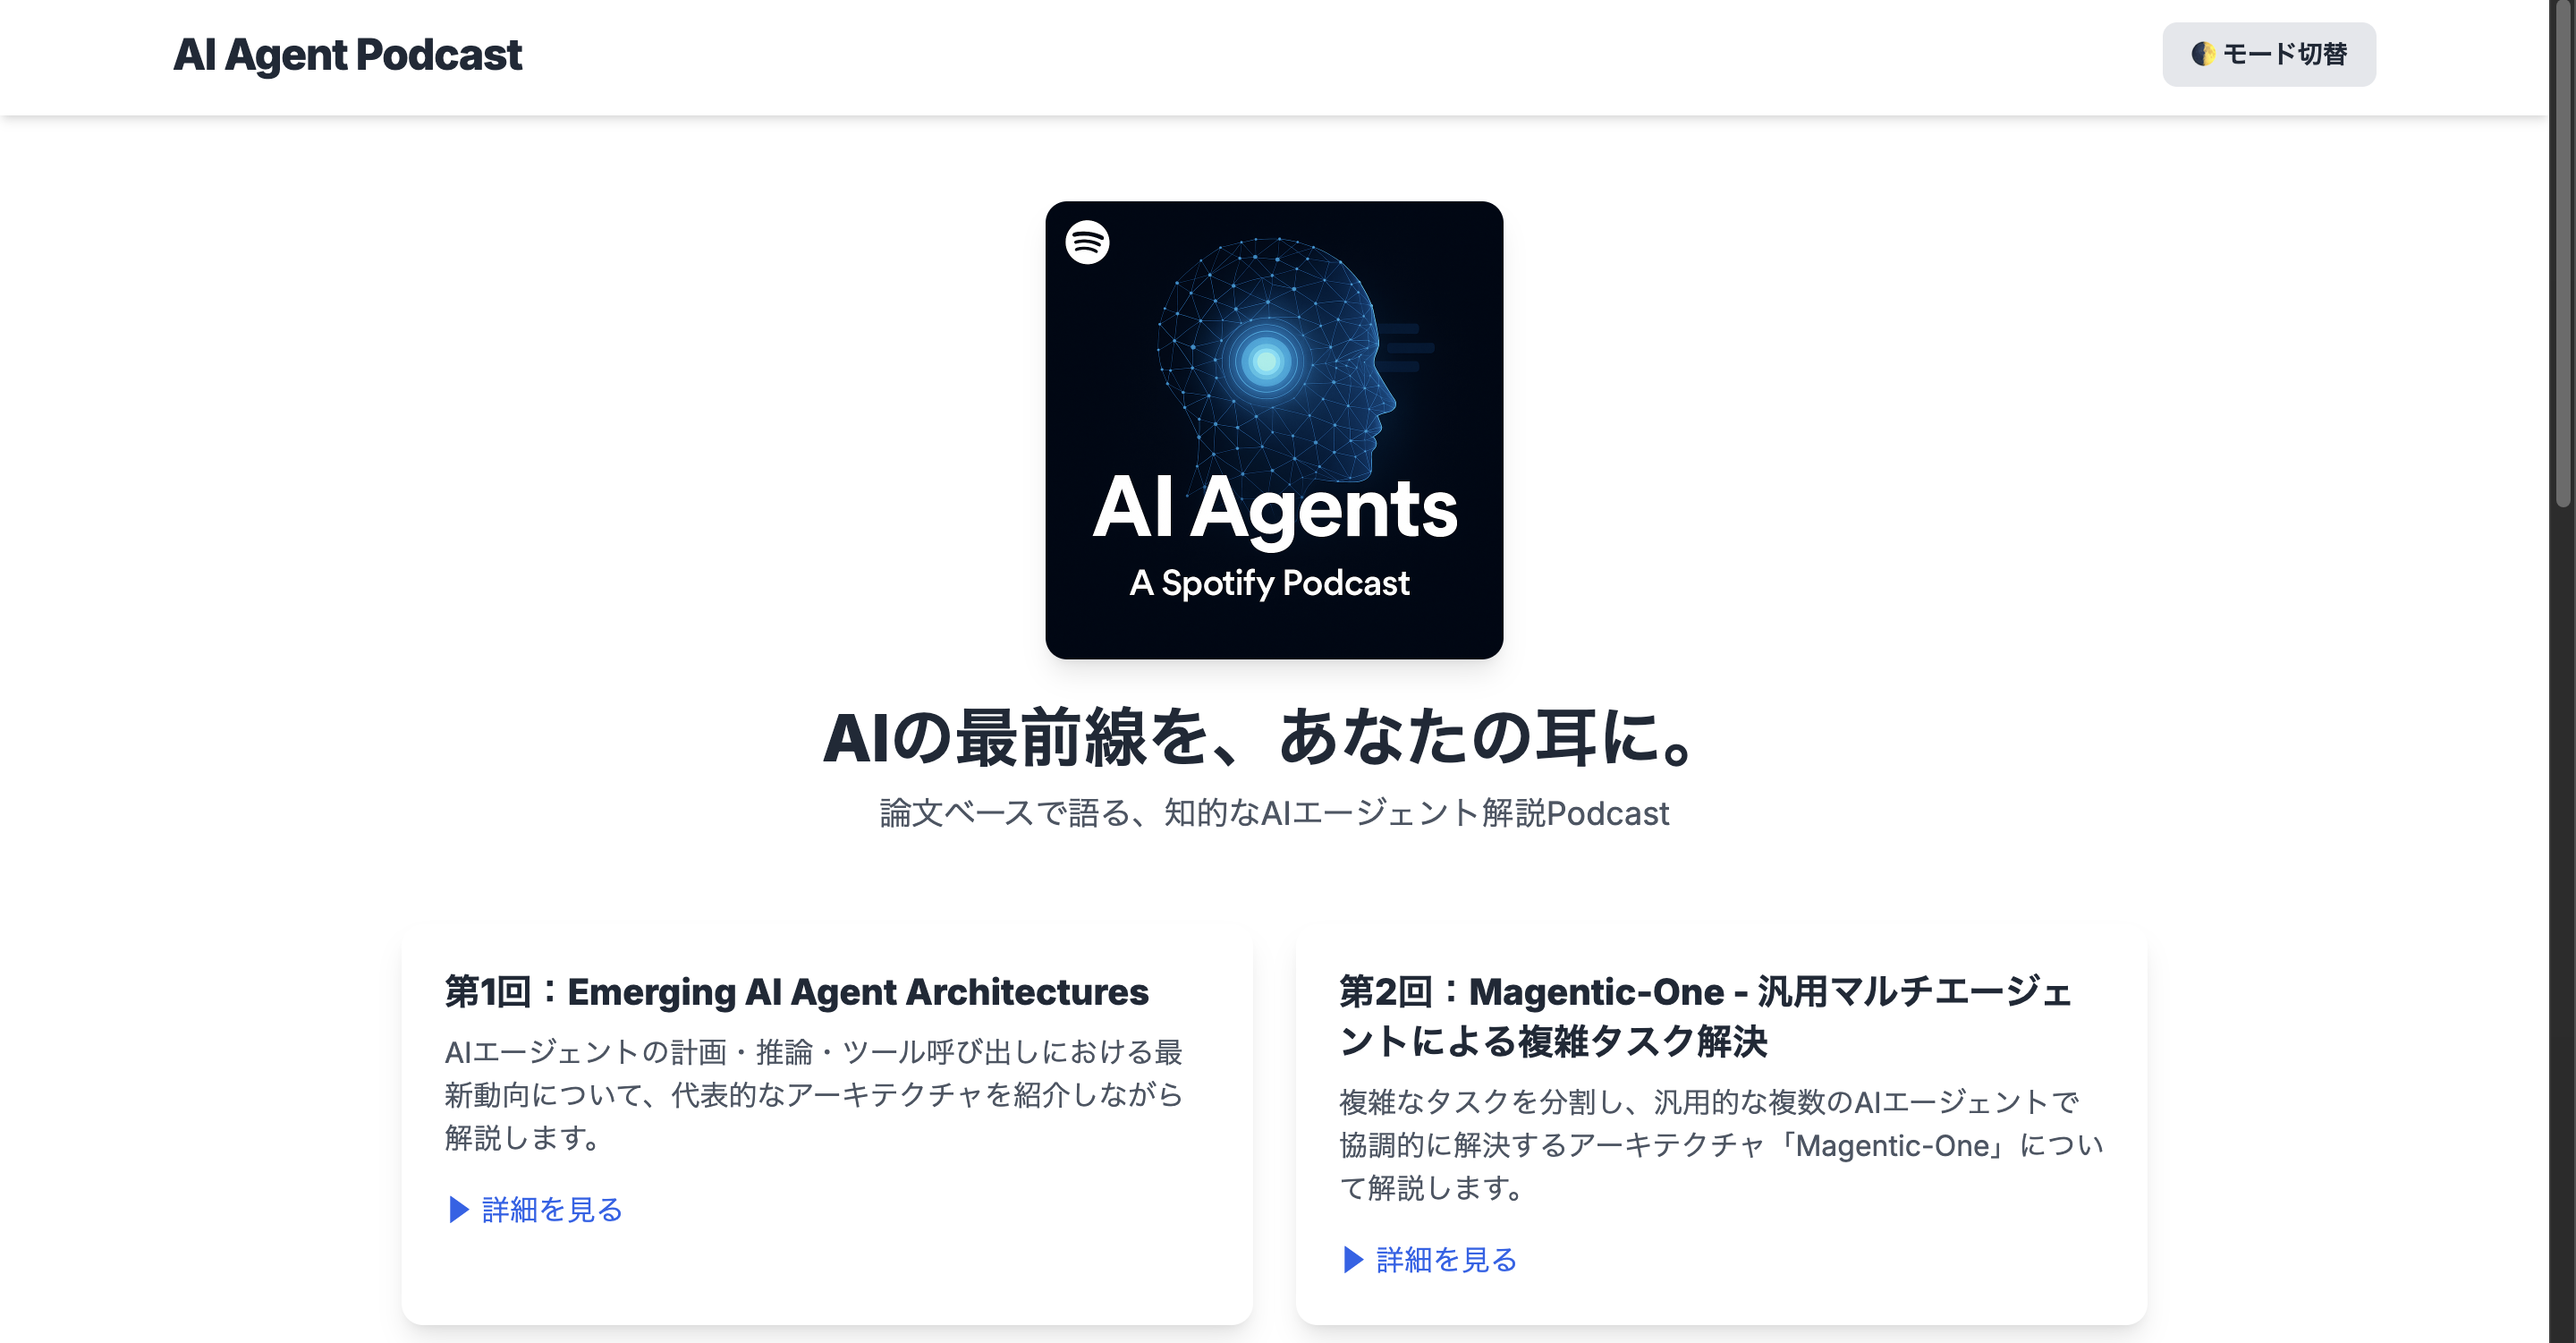 AI Agent Podcast
🌗 モード切替
AI Agents
A Spotify Podcast
AIの最前線を、あなたの耳に。
論文ベースで語る、知的なAIエージェント解説Podcast
第1回：Emerging AI Agent Architectures
AIエージェントの計画・推論・ツール呼び出しにおける最
新動向について、代表的なアーキテクチャを紹介しながら
解説します。
▶ 詳細を見る
第2回：Magentic-One - 汎用マルチエージェ
ントによる複雑タスク解決
複雑なタスクを分割し、汎用的な複数のAIエージェントで
協調的に解決するアーキテクチャ「Magentic-One」につい
て解説します。
▶ 詳細を見る